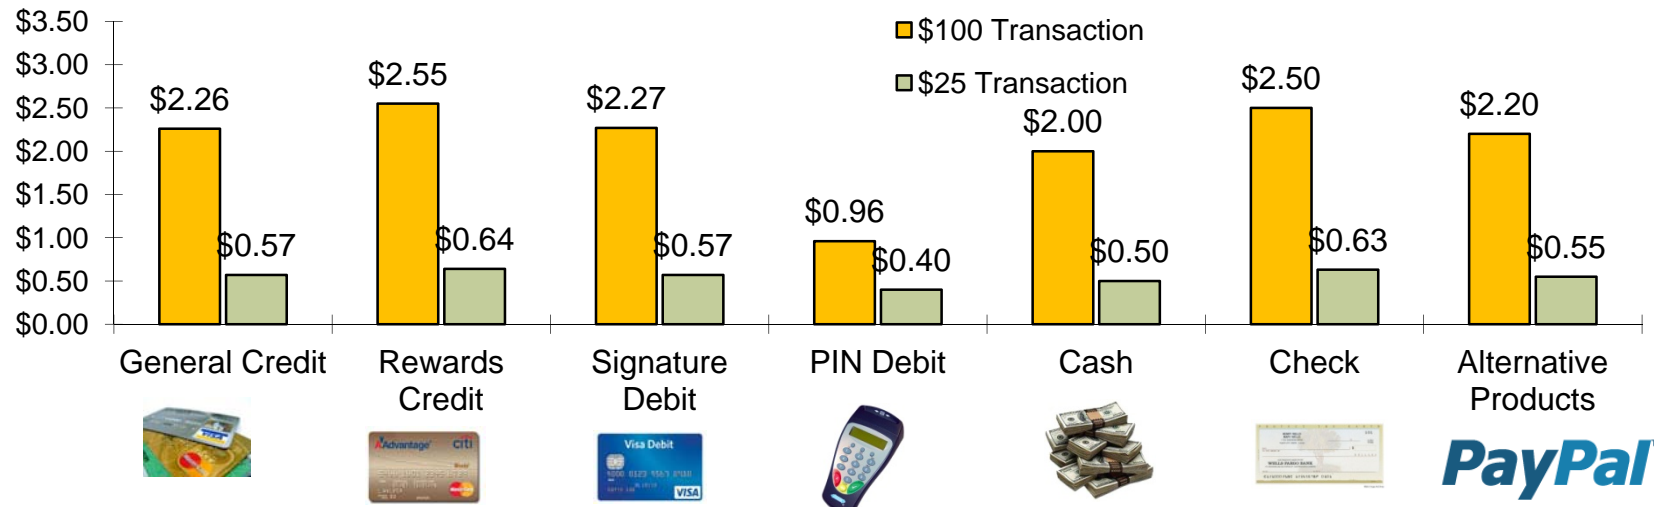 $3.50
$3.00
$2.50
$2.00
$1.50
$1.00
$0.50
$0.00
$100 Transaction
$25 Transaction
$2.26
$0.57
$2.55
$0.64
$2.27
$0.57
$0.96
$0.40
$2.00
$0.50
$2.50
$0.63
$2.20
$0.55
General Credit
Rewards
Credit
Signature
Debit
PIN Debit
Cash
Check
Alternative
Products
AAdvantage
citi
Visa Debit
VISA
PayPal